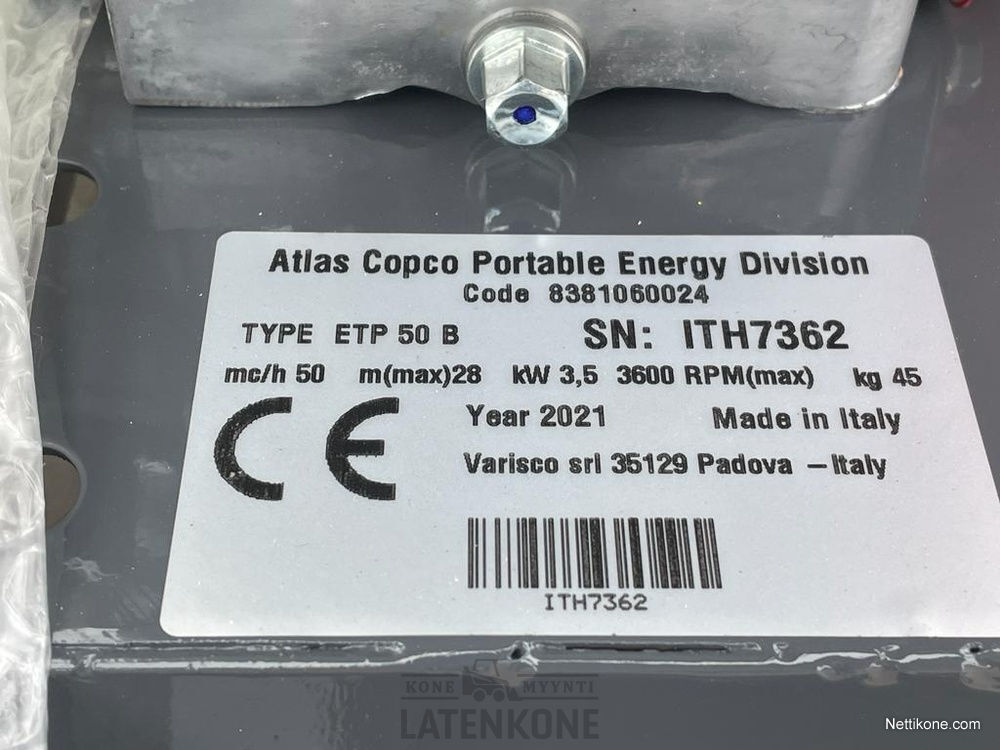 Atlas Copco Portable Energy Division
Code 8381060024
TYPE ETP 50 B SN: ITH7362
mc/h 50 m(max)28 kW 3,5 3600 RPM(max) kg 45
CE Year 2021 Made in Italy
Varisco srl 35129 Padova – Italy
ITH7362
KONE MYYNTI
LATENKONE
Nettikone.com